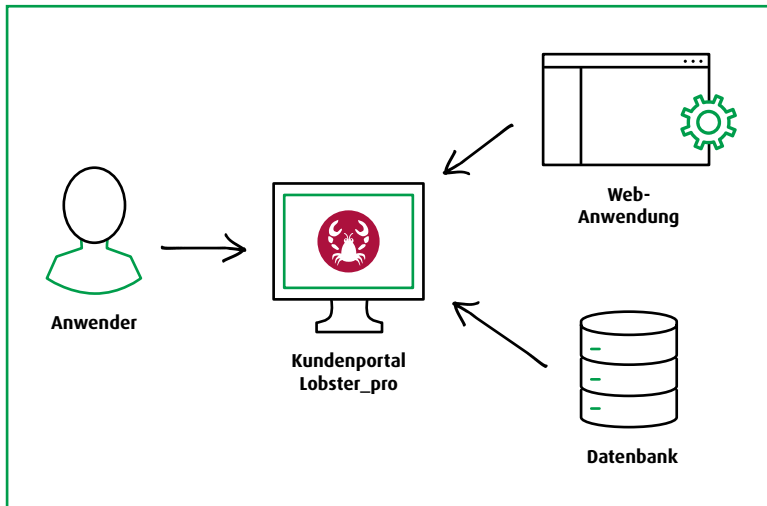 Anwender
Kundenportal
Lobster_pro
Web-
Anwendung
Datenbank